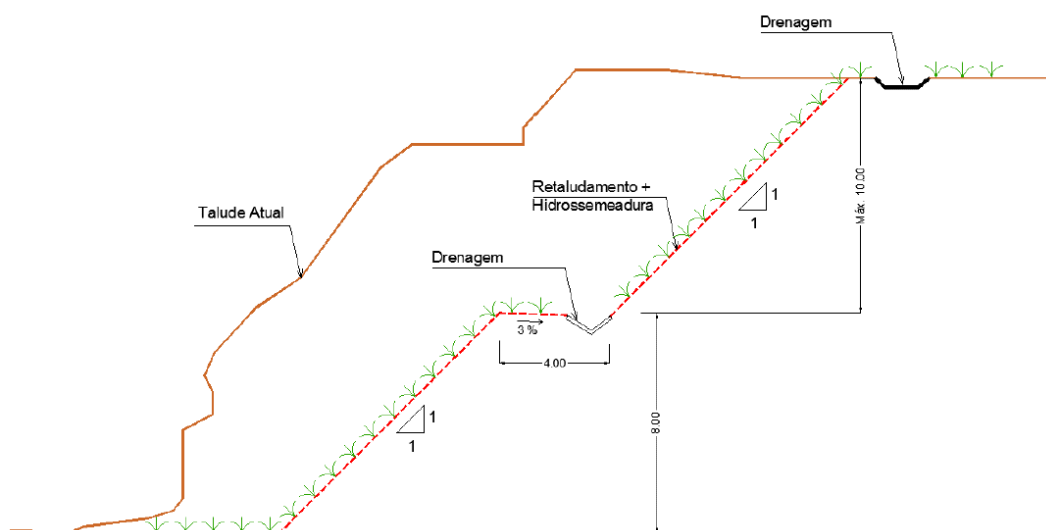 Drenagem
Máx. 10.00
Retaludamento +
Hidrossemeadura
1
1
Talude Atual
Drenagem
3 %
4.00
8.00
1
1